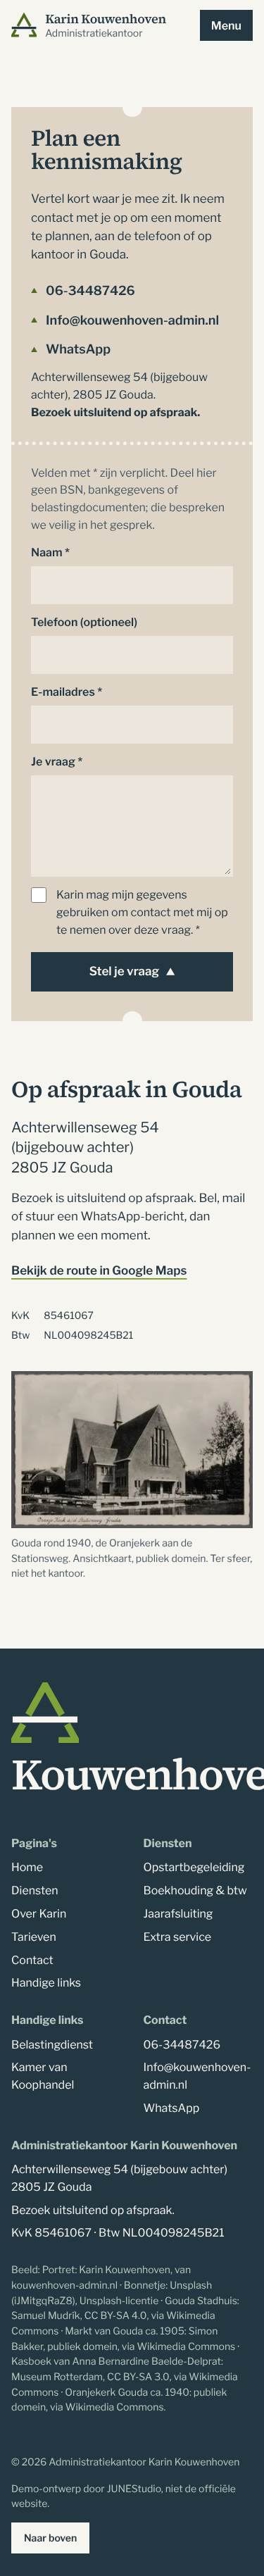 Karin Kouwenhoven
Administratiekantoor
Menu
Plan een
kennismaking
Vertel kort waar je mee zit. Ik neem
contact met je op om een moment
te plannen, aan de telefoon of op
kantoor in Gouda.
06-34487426
Info@kouwenhoven-admin.nl
WhatsApp
Achterwillenseweg 54 (bijgebouw
achter), 2805 JZ Gouda.
Bezoek uitsluitend op afspraak.
Velden met * zijn verplicht. Deel hier
geen BSN, bankgegevens of
belastingdocumenten; die bespreken
we veilig in het gesprek.
Naam *
Telefoon (optioneel)
E-mailadres *
Je vraag *
Karin mag mijn gegevens
gebruiken om contact met mij op
te nemen over deze vraag. *
Stel je vraag
Op afspraak in Gouda
Achterwillenseweg 54
(bijgebouw achter)
2805 JZ Gouda
Bezoek is uitsluitend op afspraak. Bel, mail
of stuur een WhatsApp-bericht, dan
plannen we een moment.
Bekijk de route in Google Maps
KvK 85461067
Btw NL004098245B21
Gouda rond 1940, de Oranjekerk aan de
Stationsweg. Ansichtkaart, publiek domein. Ter sfeer,
niet het kantoor.
Kouwenhove
Pagina's
Home
Diensten
Over Karin
Tarieven
Contact
Handige links
Diensten
Opstartbegeleiding
Boekhouding & btw
Jaarafsluiting
Extra service
Handige links
Belastingdienst
Kamer van
Koophandel
Contact
06-34487426
Info@kouwenhoven-
admin.nl
WhatsApp
Administratiekantoor Karin Kouwenhoven
Achterwillenseweg 54 (bijgebouw achter)
2805 JZ Gouda
Bezoek uitsluitend op afspraak.
KvK 85461067 · Btw NL004098245B21
Beeld: Portret: Karin Kouwenhoven, van
kouwenhoven-admin.nl · Bonnetje: Unsplash
(iJMitgqRaZ8), Unsplash-licentie · Gouda Stadhuis:
Samuel Mudrík, CC BY-SA 4.0, via Wikimedia
Commons · Markt van Gouda ca. 1905: Simon
Bakker, publiek domein, via Wikimedia Commons ·
Kasboek van Anna Bernardine Baelde-Delprat:
Museum Rotterdam, CC BY-SA 3.0, via Wikimedia
Commons · Oranjekerk Gouda ca. 1940: publiek
domein, via Wikimedia Commons.
© 2026 Administratiekantoor Karin Kouwenhoven
Demo-ontwerp door JUNEStudio, niet de officiële
website.
Naar boven